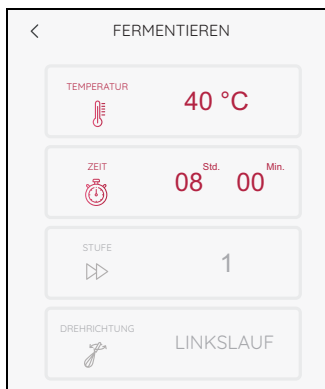 FERMENTIEREN
TEMPERATUR
40 °C
ZEIT
08 Std. 00 Min.
STUFE
1
DREHRICHTUNG
LINKSLAUF